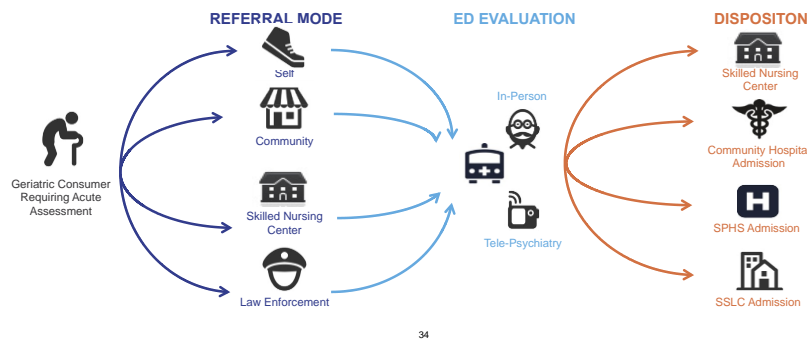 REFERRAL MODE
ED EVALUATION
DISPOSITON
Self
Community
Skilled Nursing
Center
Law Enforcement
Geriatric Consumer
Requiring Acute
Assessment
In-Person
Tele-Psychiatry
Skilled Nursing
Center
Community Hospita
Admission
SPHS Admission
SSLC Admission
34